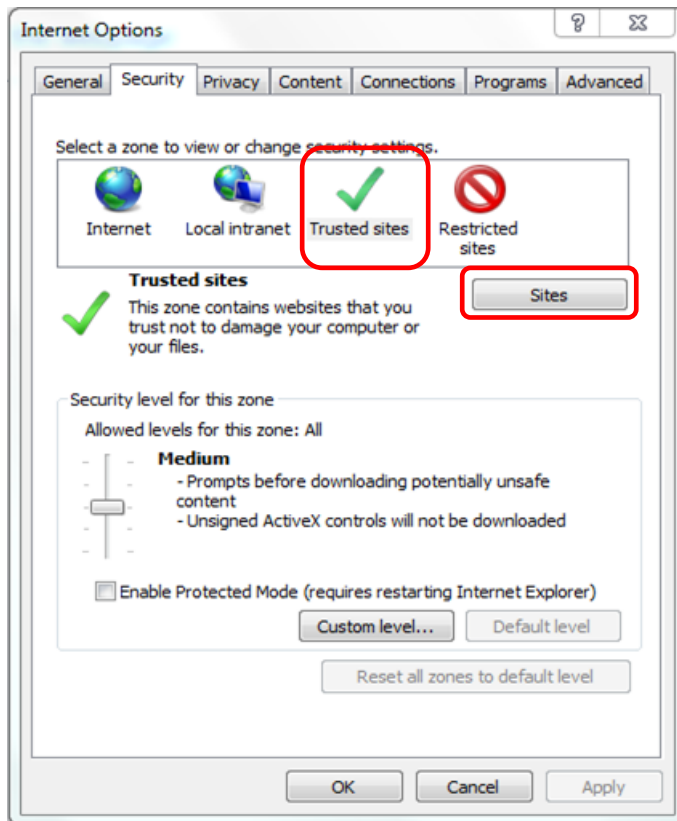 Internet Options
General Security Privacy Content Connections Programs Advanced
Select a zone to view or change security settings.
Internet Local intranet Trusted sites Restricted
sites
Trusted sites
Sites
This zone contains websites that you
trust not to damage your computer or
your files.
Security level for this zone
Allowed levels for this zone: All
Medium
- Prompts before downloading potentially unsafe
content
- Unsigned ActiveX controls will not be downloaded
Enable Protected Mode (requires restarting Internet Explorer)
Custom level... Default level
Reset all zones to default level
OK Cancel Apply